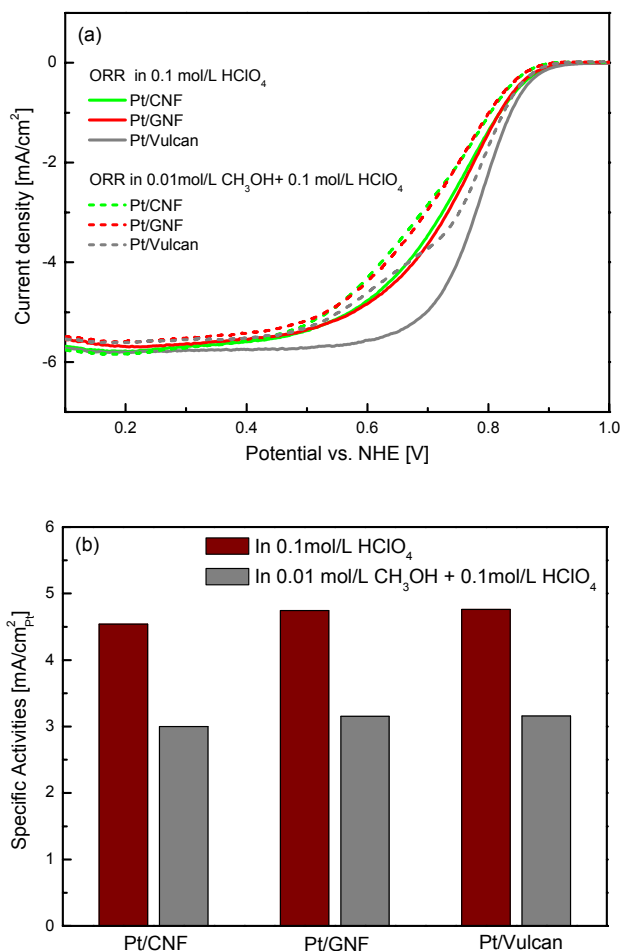 (a)
ORR in 0.1 mol/L HClO4
Pt/CNF
Pt/GNF
Pt/Vulcan
ORR in 0.01mol/L CH3OH+ 0.1 mol/L HClO4
Pt/CNF
Pt/GNF
Pt/Vulcan
0
-2
-4
-6
Current density [mA/cm2]
0.2 0.4 0.6 0.8 1.0
Potential vs. NHE [V]
(b)
In 0.1mol/L HClO4
In 0.01 mol/L CH3OH + 0.1mol/L HClO4
6
5
4
3
2
1
0
Specific Activities [mA/cm2Pt]
Pt/CNF Pt/GNF Pt/Vulcan